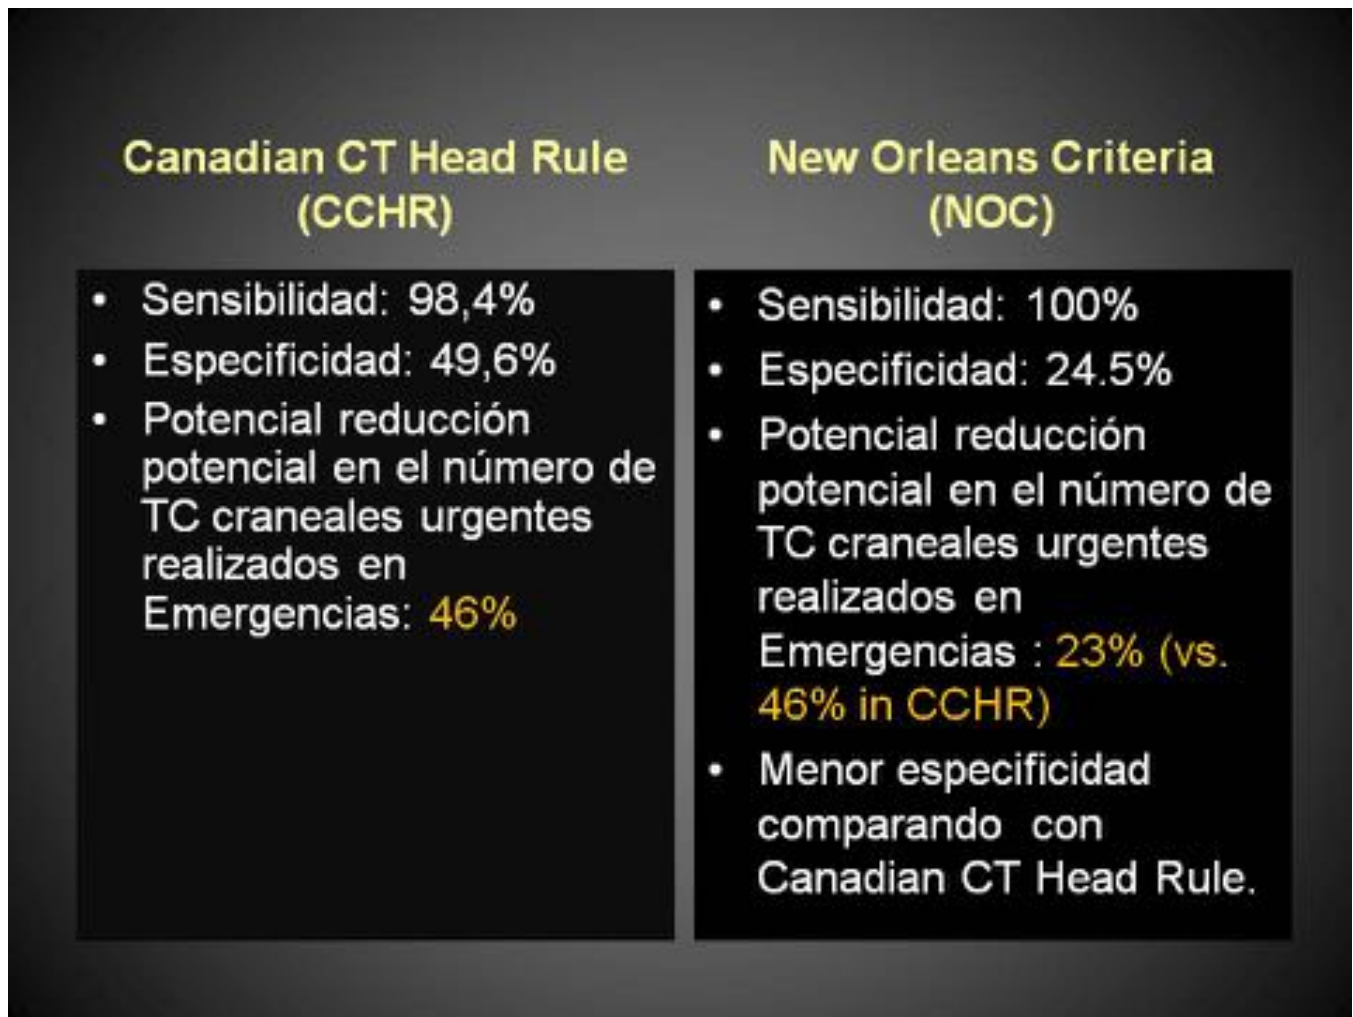 Canadian CT Head Rule
(CCHR)
• Sensibilidad: 98,4%
• Especificidad: 49,6%
• Potencial reducción
potencial en el número de
TC craneales urgentes
realizados en
Emergencias: 46%
New Orleans Criteria
(NOC)
• Sensibilidad: 100%
• Especificidad: 24.5%
• Potencial reducción
potencial en el número de
TC craneales urgentes
realizados en
Emergencias : 23% (vs.
46% in CCHR)
• Menor especificidad
comparando con
Canadian CT Head Rule.